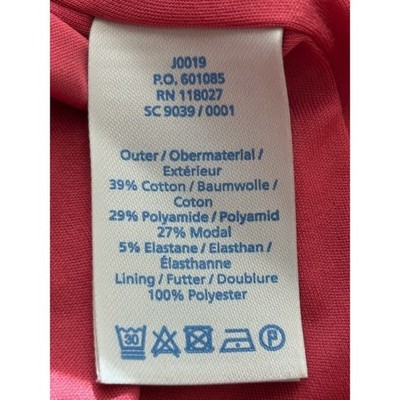 J0019
P.O. 601085
RN 118027
SC 9039 / 0001
Outer / Obermaterial /
Extérieur
39% Cotton / Baumwolle /
Coton
29% Polyamide / Polyamid
27% Modal
5% Elastane / Elasthan /
Élasthanne
Lining / Futter / Doublure
100% Polyester
30 P